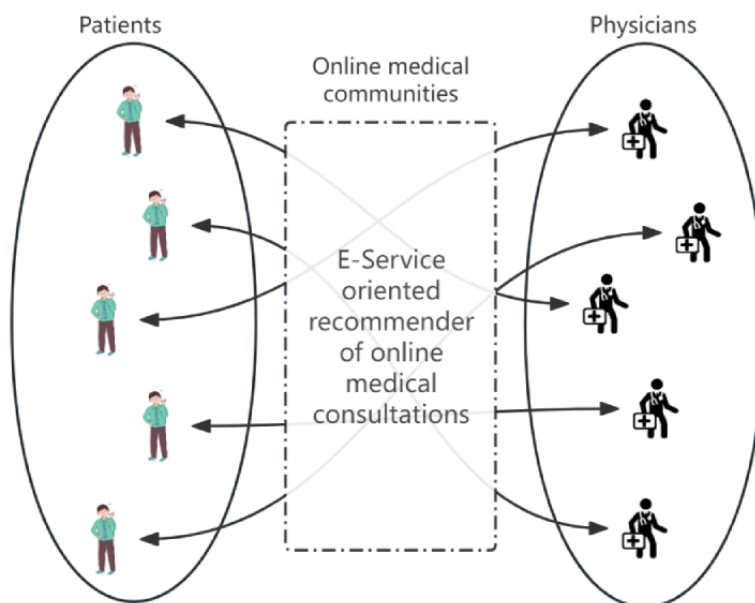 Patients
Physicians
Online medical
communities
E-Service
oriented
recommender
of online
medical
consultations